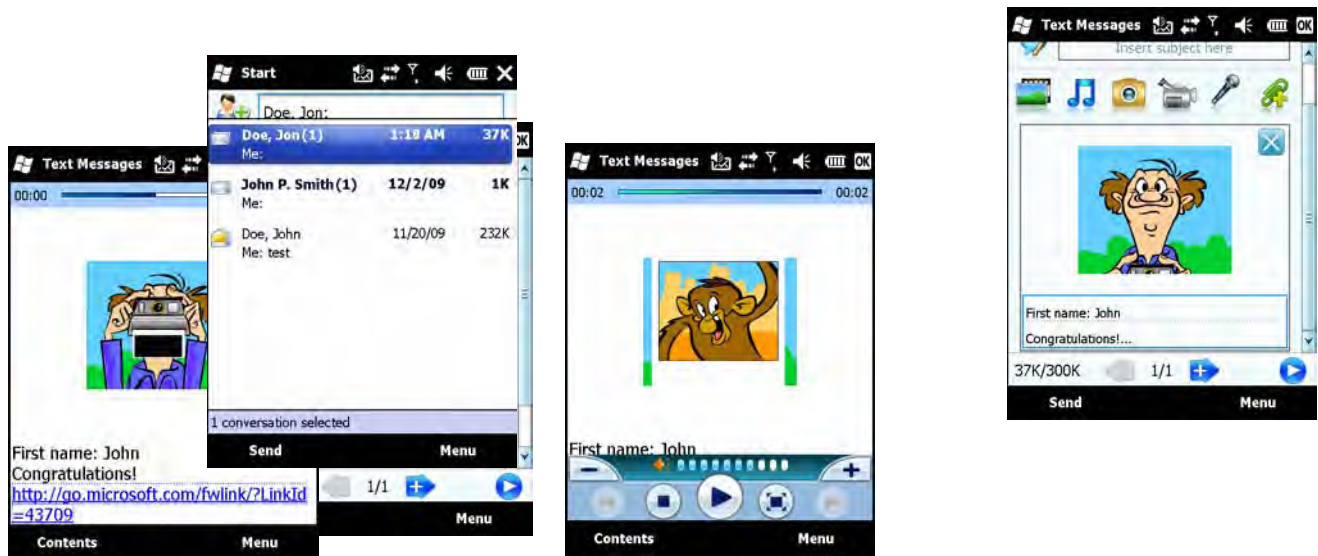 Text Messages
00:00
First name: John
Congratulations!
http://go.microsoft.com/fwlink/?LinkId
=43709
Contents Menu
Start
Doe, Jon:
Doe, Jon(1) 1:18 AM 37K
Me:
John P. Smith(1) 12/2/09 1K
Me:
Doe, John 11/20/09 232K
Me: test
1 conversation selected
Send Menu
OK
1/1
Menu
Text Messages OK
00:02 00:02
First name: John
Contents Menu
Text Messages OK
Insert subject here
First name: John
Congratulations!...
37K/300K 1/1
Send Menu